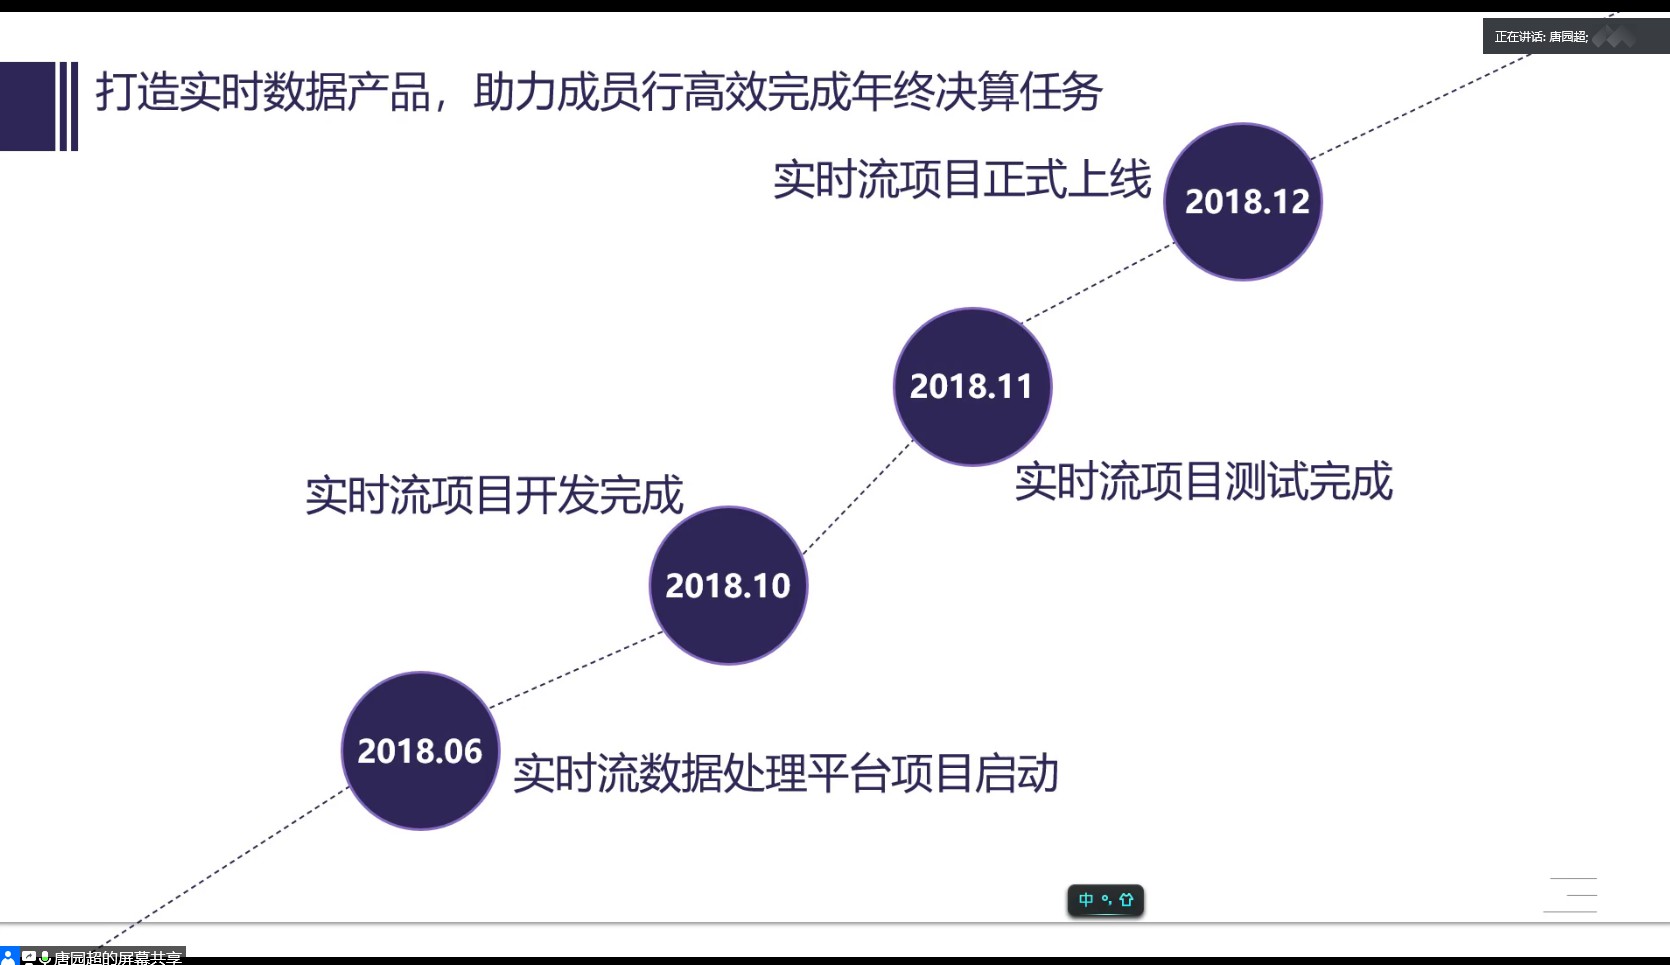 正在讲话: 唐园超;
打造实时数据产品，助力成员行高效完成年终决算任务
实时流项目正式上线
2018.12
2018.11
实时流项目测试完成
实时流项目开发完成
2018.10
2018.06
实时流数据处理平台项目启动
中 °,
唐园超的屏幕共享